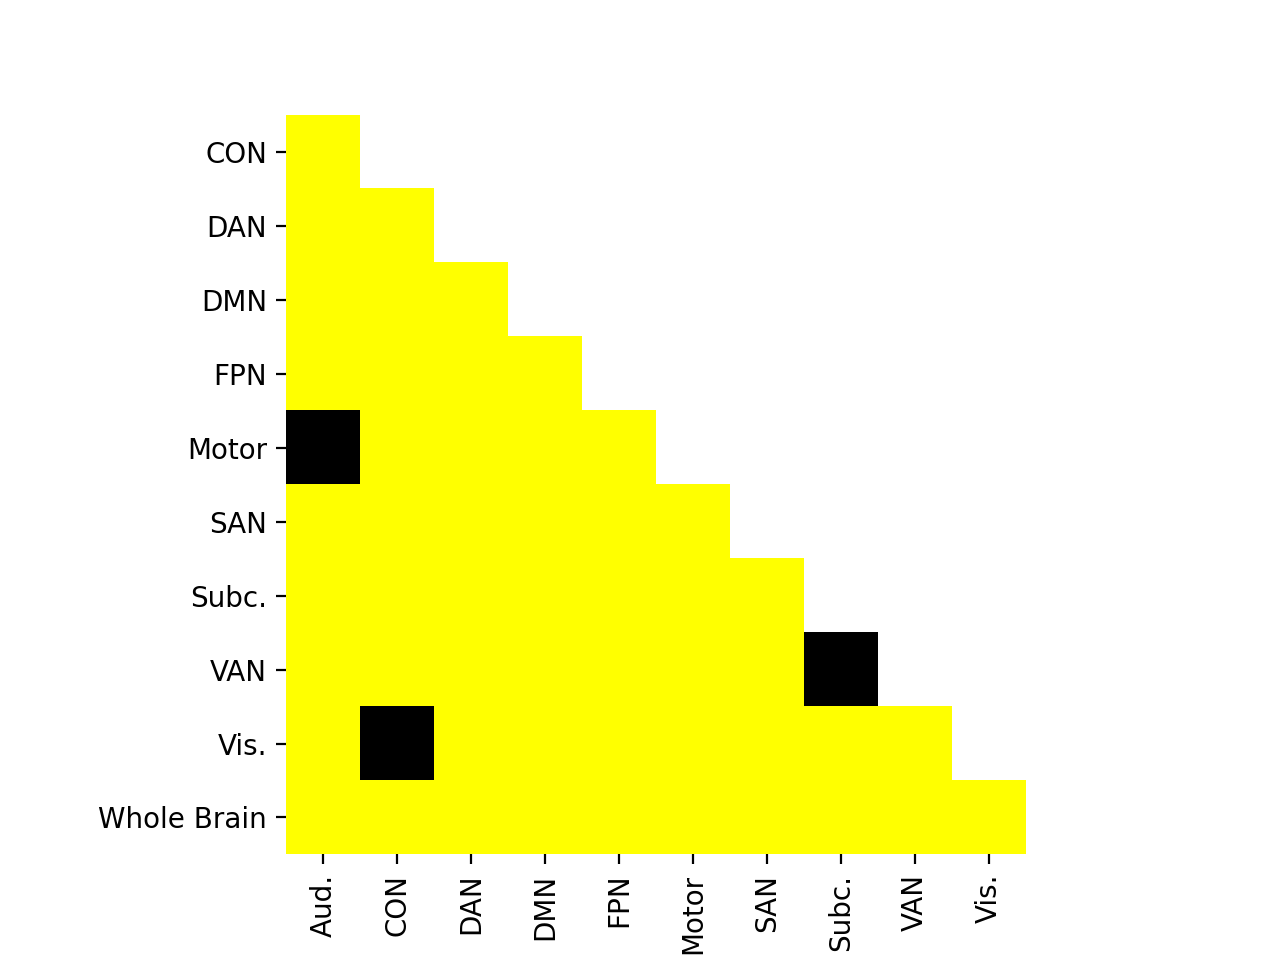 CON
DAN
DMN
FPN
Motor
SAN
Subc.
VAN
Vis.
Whole Brain
Aud.
CON
DAN
DMN
FPN
Motor
SAN
Subc.
VAN
Vis.